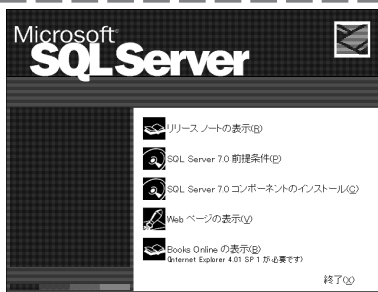 Microsoft®
SQL Server
リリース ノートの表示(R)
SQL Server 7.0 前提条件(P)
SQL Server 7.0 コンポーネントのインストール(C)
Web ページの表示(V)
Books Online の表示(B)
(Internet Explorer 4.01 SP 1 が必要です)
終了(X)